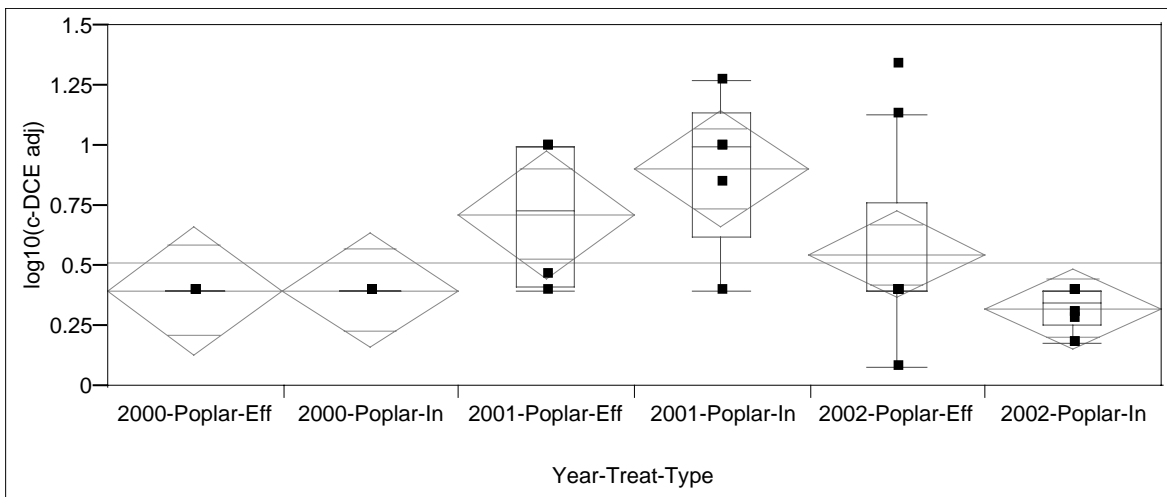 1.5
1.25
1
0.75
0.5
0.25
0
log10(c-DCE adj)
2000-Poplar-Eff 2000-Poplar-In 2001-Poplar-Eff 2001-Poplar-In 2002-Poplar-Eff 2002-Poplar-In
Year-Treat-Type